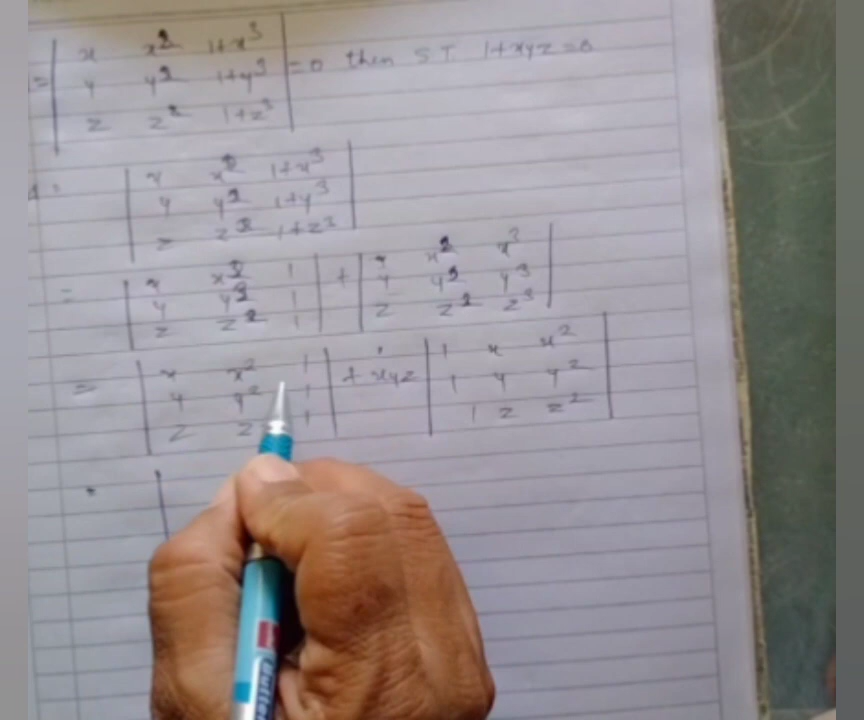 | x x² 1+x³ |
= | y y² 1+y³ | =0 then S.T. 1+xyz=0
| z z² 1+z³ |
| x x² 1+x³ |
= | y y² 1+y³ |
| z z² 1+z³ |
| x x² 1 | | x x² x³ |
= | y y² 1 | + | y y² y³ |
| z z² 1 | | z z² z³ |
| x x² 1 | | 1 x x² |
= | y y² 1 | + xyz | 1 y y² |
| z z 1 | | 1 z z² |